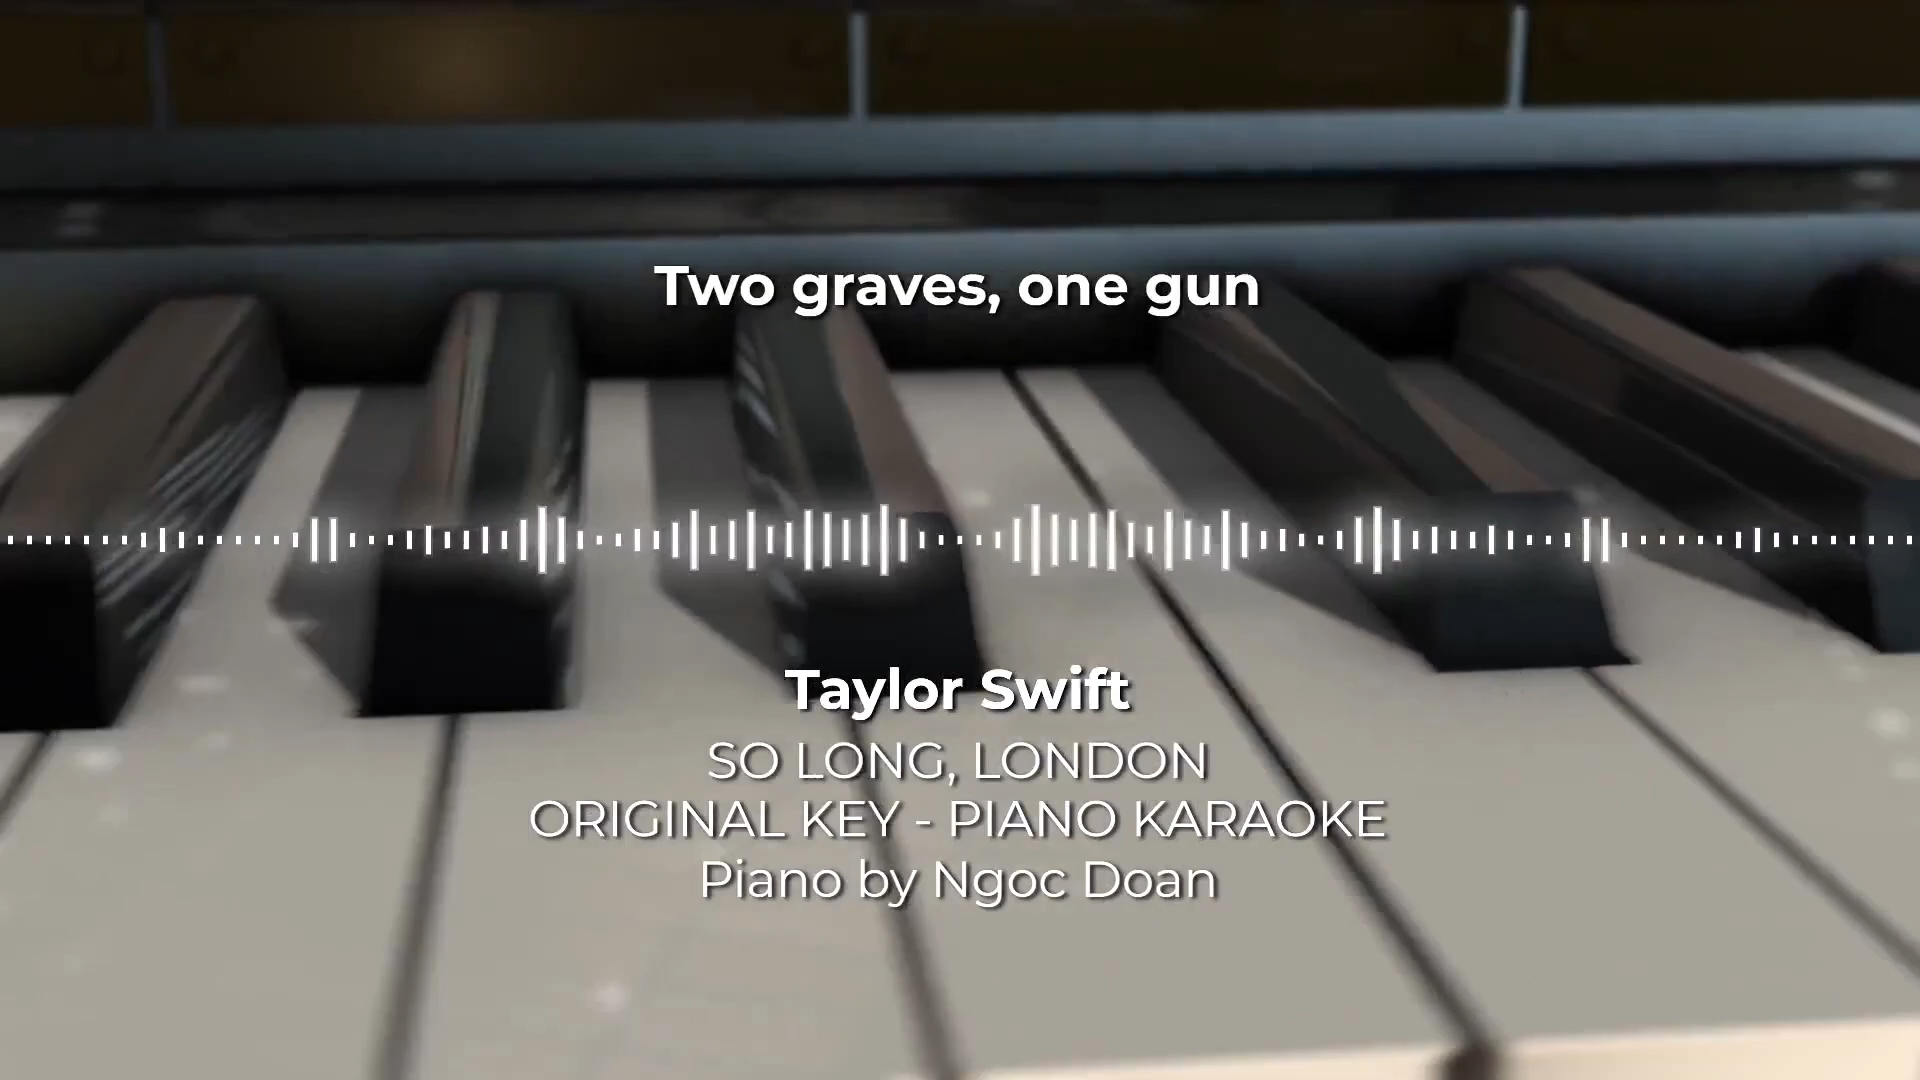 Two graves, one gun
Taylor Swift
SO LONG, LONDON
ORIGINAL KEY - PIANO KARAOKE
Piano by Ngoc Doan